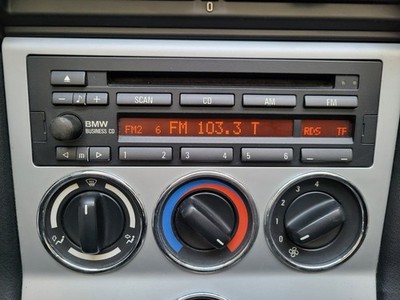 0
SCAN CD AM FM
BMW
BUSINESS CD
FM2 6 FM 103.3 T RDS TP
m 1 2 3 4 5 6
0 1 2 3 4